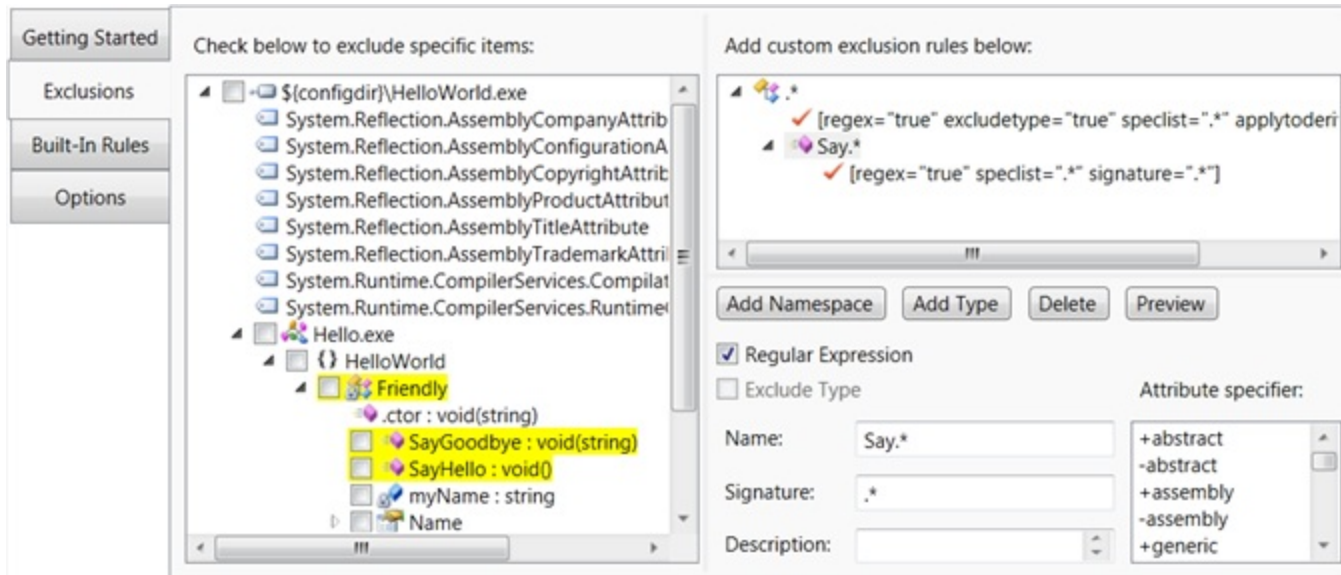 Getting Started
Exclusions
Built-In Rules
Options
Check below to exclude specific items:
${configdir}\HelloWorld.exe
System.Reflection.AssemblyCompanyAttrib
System.Reflection.AssemblyConfigurationA
System.Reflection.AssemblyCopyrightAttrib
System.Reflection.AssemblyProductAttribut
System.Reflection.AssemblyTitleAttribute
System.Reflection.AssemblyTrademarkAttri
System.Runtime.CompilerServices.Compilat
System.Runtime.CompilerServices.Runtime
Hello.exe
{} HelloWorld
Friendly
.ctor : void(string)
SayGoodbye : void(string)
SayHello : void()
myName : string
Name
Add custom exclusion rules below:
.*
[regex="true" excludetype="true" speclist=".*" applytoderi
Say.*
[regex="true" speclist=".*" signature=".*"]
Add Namespace Add Type Delete Preview
Regular Expression
Exclude Type
Name: Say.*
Signature: .*
Description:
Attribute specifier:
+abstract
-abstract
+assembly
-assembly
+generic